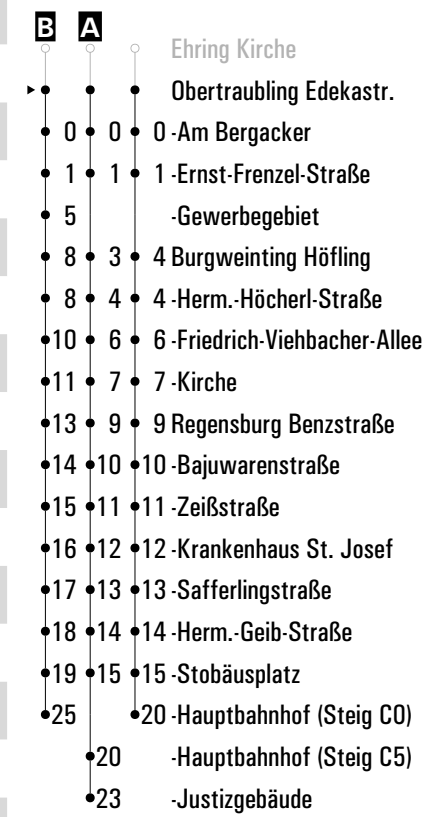 B A
Ehring Kirche
Obertraubling Edekastr.
0 0 0 -Am Bergacker
1 1 1 -Ernst-Frenzel-Straße
5 -Gewerbegebiet
8 3 4 Burgweinting Höfling
8 4 4 -Herm.-Höcherl-Straße
10 6 6 -Friedrich-Viehbacher-Allee
11 7 7 -Kirche
13 9 9 Regensburg Benzstraße
14 10 10 -Bajuwarenstraße
15 11 11 -Zeißstraße
16 12 12 -Krankenhaus St. Josef
17 13 13 -Safferlingstraße
18 14 14 -Herm.-Geib-Straße
19 15 15 -Stobäusplatz
25 20 -Hauptbahnhof (Steig C0)
20 -Hauptbahnhof (Steig C5)
23 -Justizgebäude